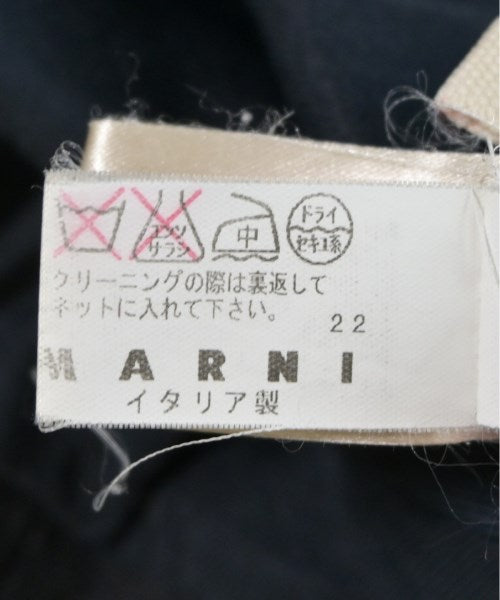 エンソ
サラシ
中
ドライ
セキユ系
クリーニングの際は裏返して
ネットに入れて下さい。
22
MARNI
イタリア製